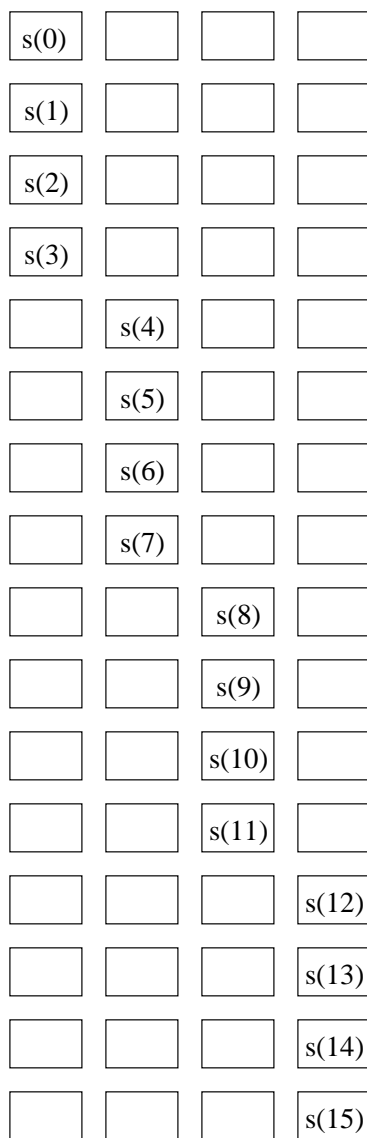 s(0)
s(1)
s(2)
s(3)
s(4)
s(5)
s(6)
s(7)
s(8)
s(9)
s(10)
s(11)
s(12)
s(13)
s(14)
s(15)